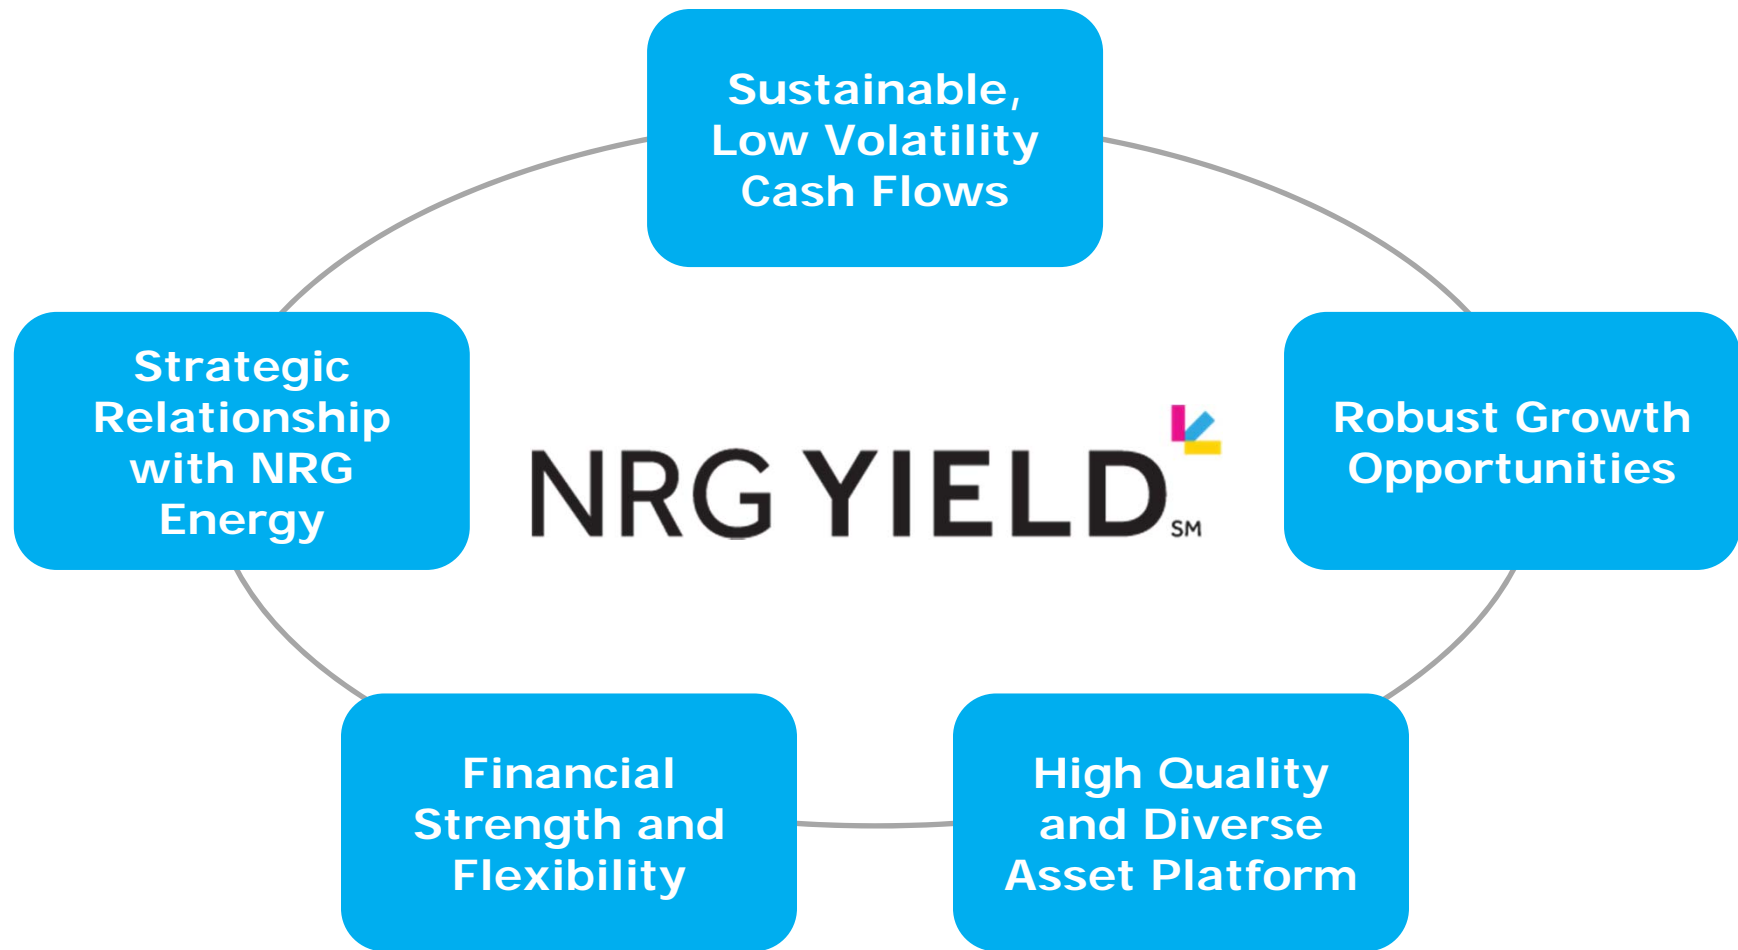 Sustainable,
Low Volatility
Cash Flows
Strategic
Relationship
with NRG
Energy
NRG YIELD SM
Robust Growth
Opportunities
Financial
Strength and
Flexibility
High Quality
and Diverse
Asset Platform